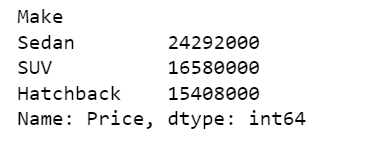 Make
Sedan        24292000
SUV          16580000
Hatchback    15408000
Name: Price, dtype: int64